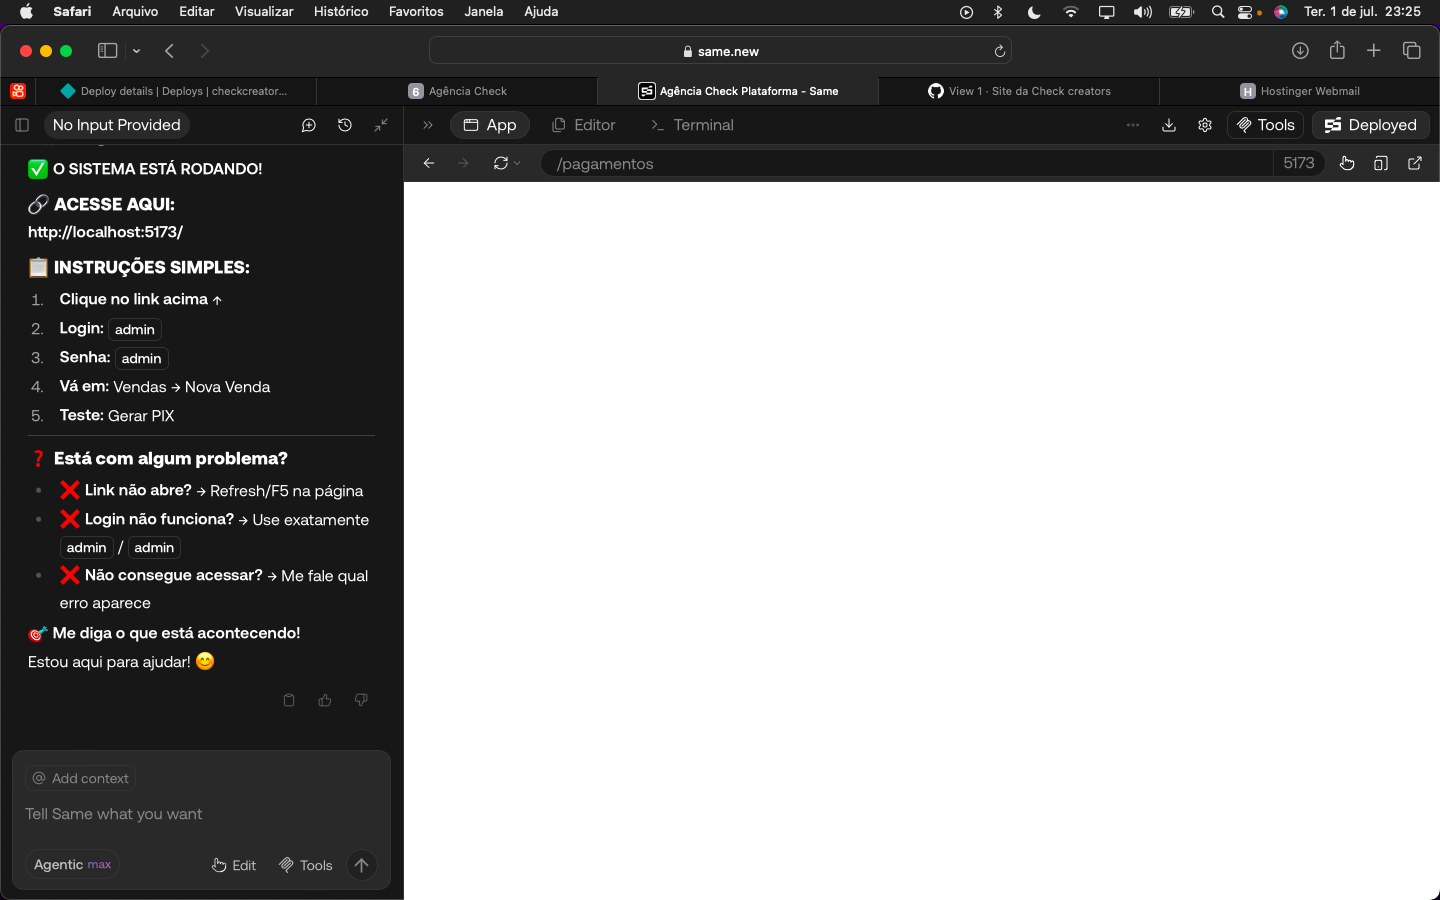 Safari Arquivo Editar Visualizar Histórico Favoritos Janela Ajuda Ter. 1 de jul. 23:25
same.new
Deploy details | Deploys | checkcreator...
6 Agência Check
Agência Check Plataforma - Same
View 1 · Site da Check creators
H Hostinger Webmail
No Input Provided
App Editor Terminal Tools Deployed
/pagamentos 5173
O SISTEMA ESTÁ RODANDO!
ACESSE AQUI:
http://localhost:5173/
INSTRUÇÕES SIMPLES:
1. Clique no link acima ↑
2. Login: admin
3. Senha: admin
4. Vá em: Vendas → Nova Venda
5. Teste: Gerar PIX
❓ Está com algum problema?
• ❌ Link não abre? → Refresh/F5 na página
• ❌ Login não funciona? → Use exatamente
admin / admin
• ❌ Não consegue acessar? → Me fale qual
erro aparece
Me diga o que está acontecendo!
Estou aqui para ajudar!
@ Add context
Tell Same what you want
Agentic max Edit Tools